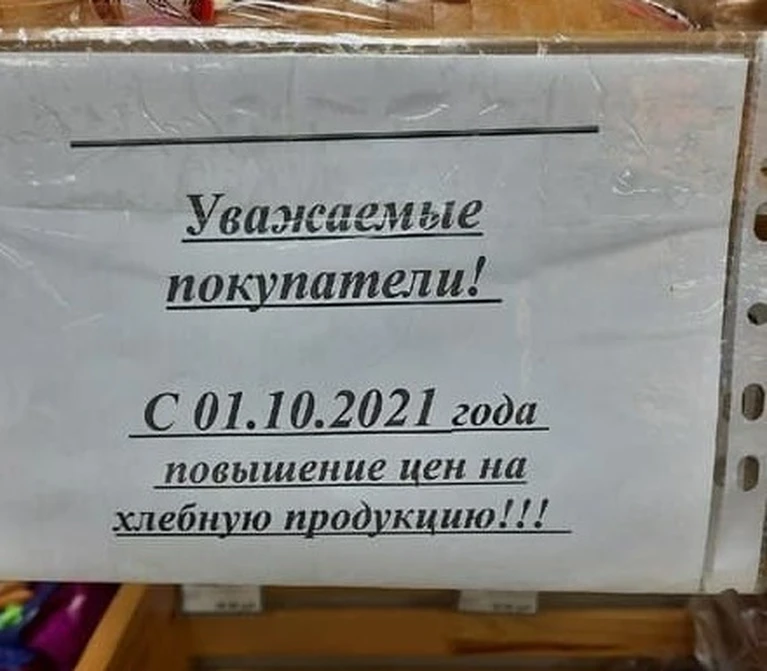 Уважаемые
покупатели!
С 01.10.2021 года
повышение цен на
хлебную продукцию!!!